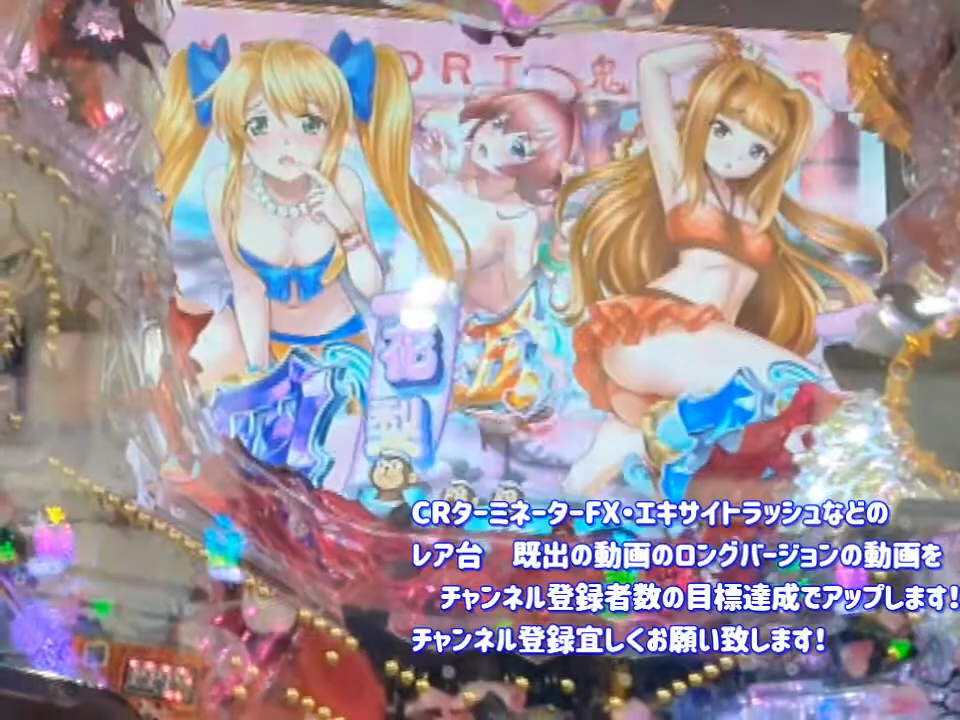 ORT 鬼
花
梨
CRターミネーターFX・エキサイトラッシュなどの
レア台　既出の動画のロングバージョンの動画を
チャンネル登録者数の目標達成でアップします!
チャンネル登録宜しくお願い致します!